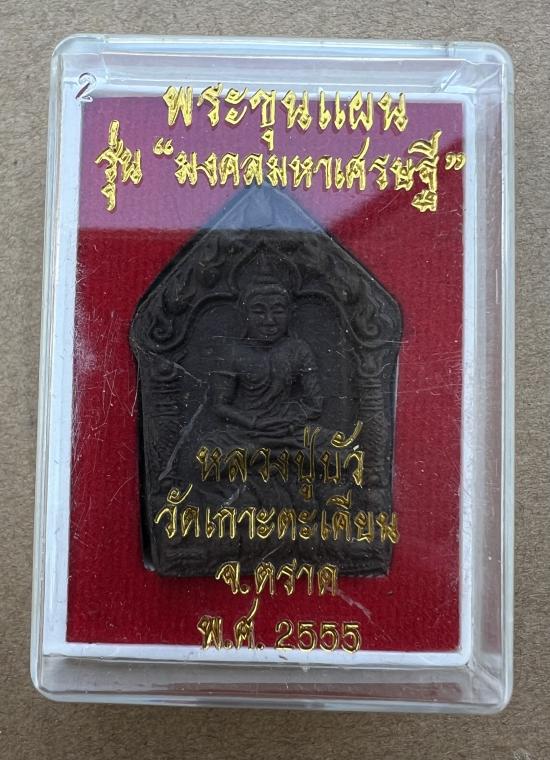 2
พระขุนแผน
รุ่น “มงคลมหาเศรษฐี”
หลวงปู่บัว
วัดเกาะตะเคียน
จ.ตราด
พ.ศ. 2555